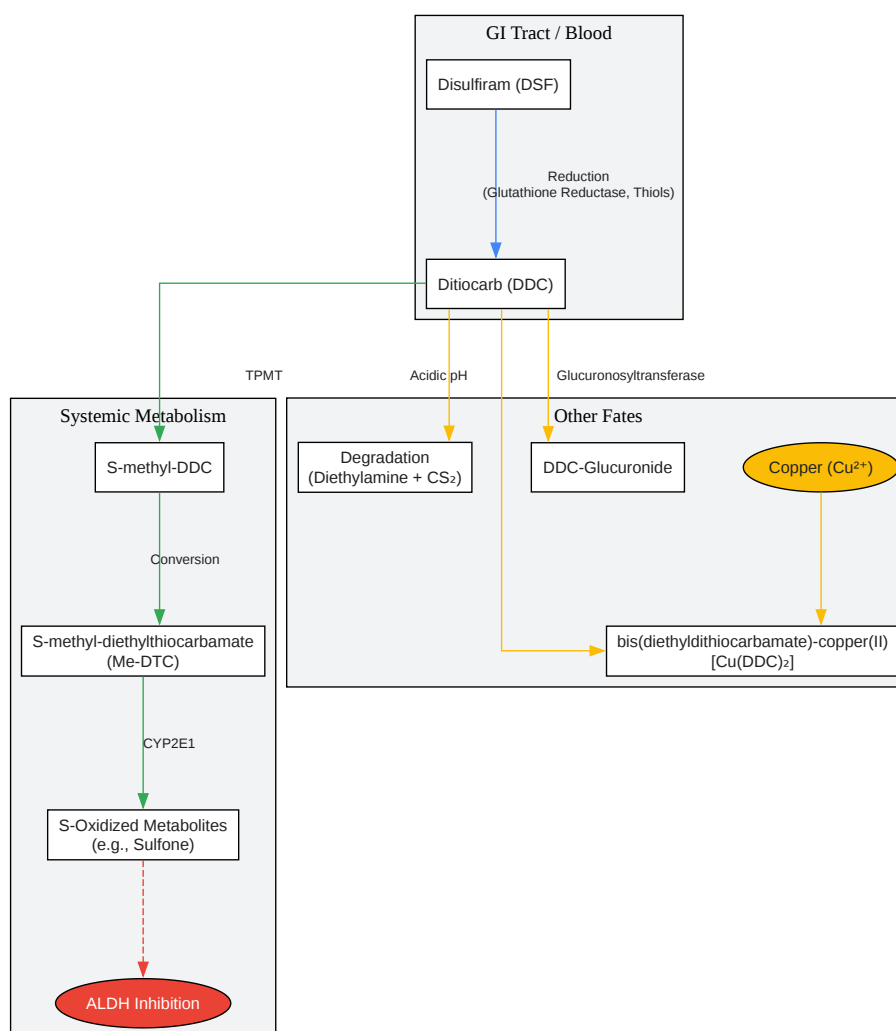 GI Tract / Blood
Disulfiram (DSF)
Reduction
(Glutathione Reductase, Thiols)
Ditiocarb (DDC)
TPMT
Acidic pH
Glucuronosyltransferase
Systemic Metabolism
Other Fates
S-methyl-DDC
Degradation
(Diethylamine + CS₂)
DDC-Glucuronide
Copper (Cu²⁺)
Conversion
S-methyl-diethylthiocarbamate
(Me-DTC)
bis(diethyldithiocarbamate)-copper(II)
[Cu(DDC)₂]
CYP2E1
S-Oxidized Metabolites
(e.g., Sulfone)
ALDH Inhibition